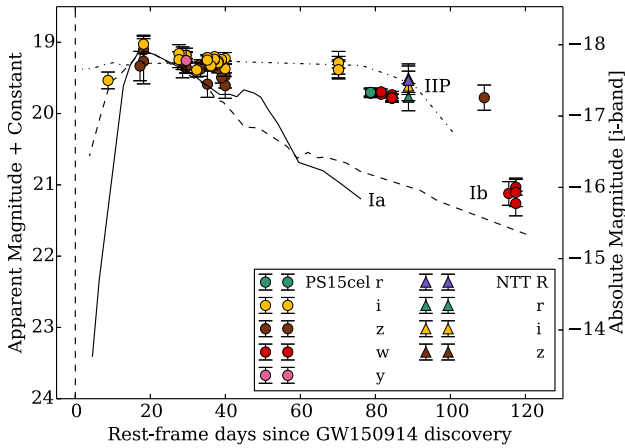 19
20
21
22
23
24
Apparent Magnitude + Constant
−18
−17
−16
−15
−14
Absolute Magnitude [i-band]
IIP
Ib
Ia
PS15cel r
i
z
w
y
NTT R
r
i
z
0 20 40 60 80 100 120
Rest-frame days since GW150914 discovery